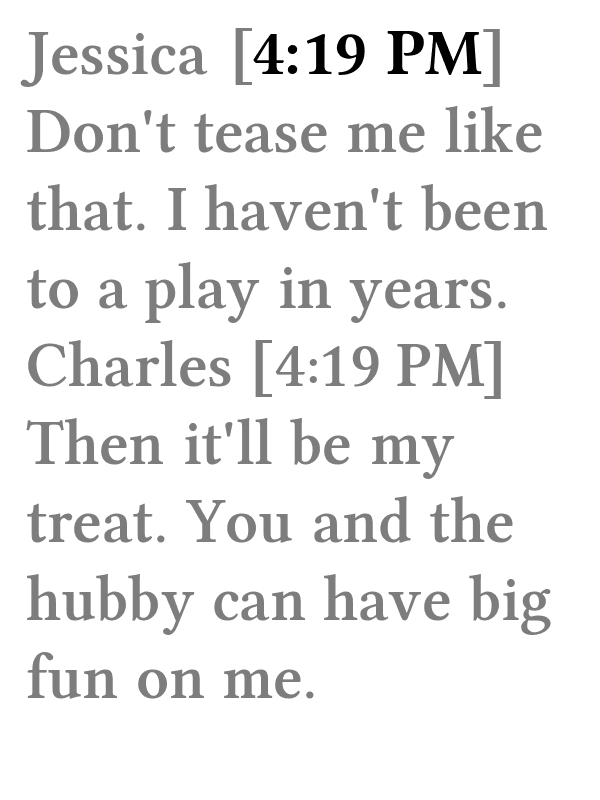 Jessica [4:19 PM]
Don't tease me like
that. I haven't been
to a play in years.
Charles [4:19 PM]
Then it'll be my
treat. You and the
hubby can have big
fun on me.